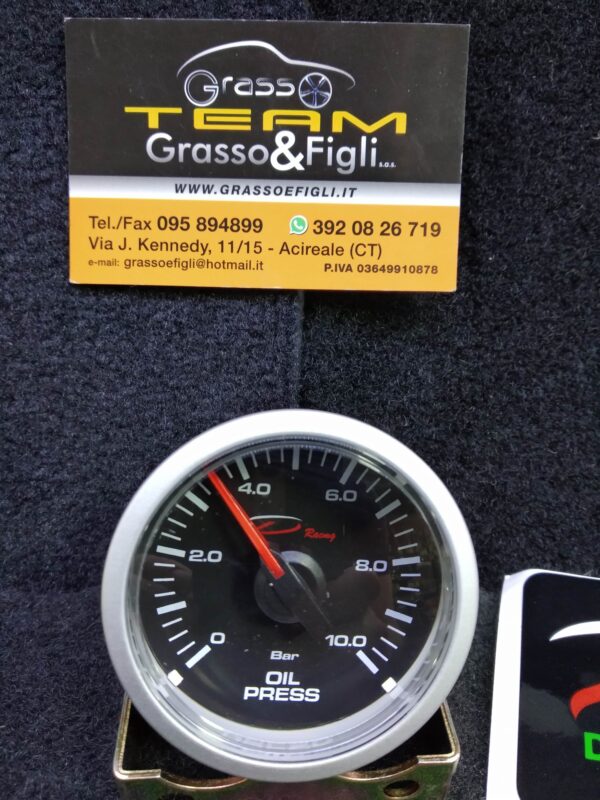 Grasso
TEAM
Grasso&Figli s.a.s.
WWW.GRASSOEFIGLI.IT
Tel./Fax 095 894899 392 08 26 719
Via J. Kennedy, 11/15 - Acireale (CT)
e-mail: grassoefigli@hotmail.it P.IVA 03649910878
4.0 6.0
D Racing
2.0 8.0
0 10.0
Bar
OIL
PRESS
D